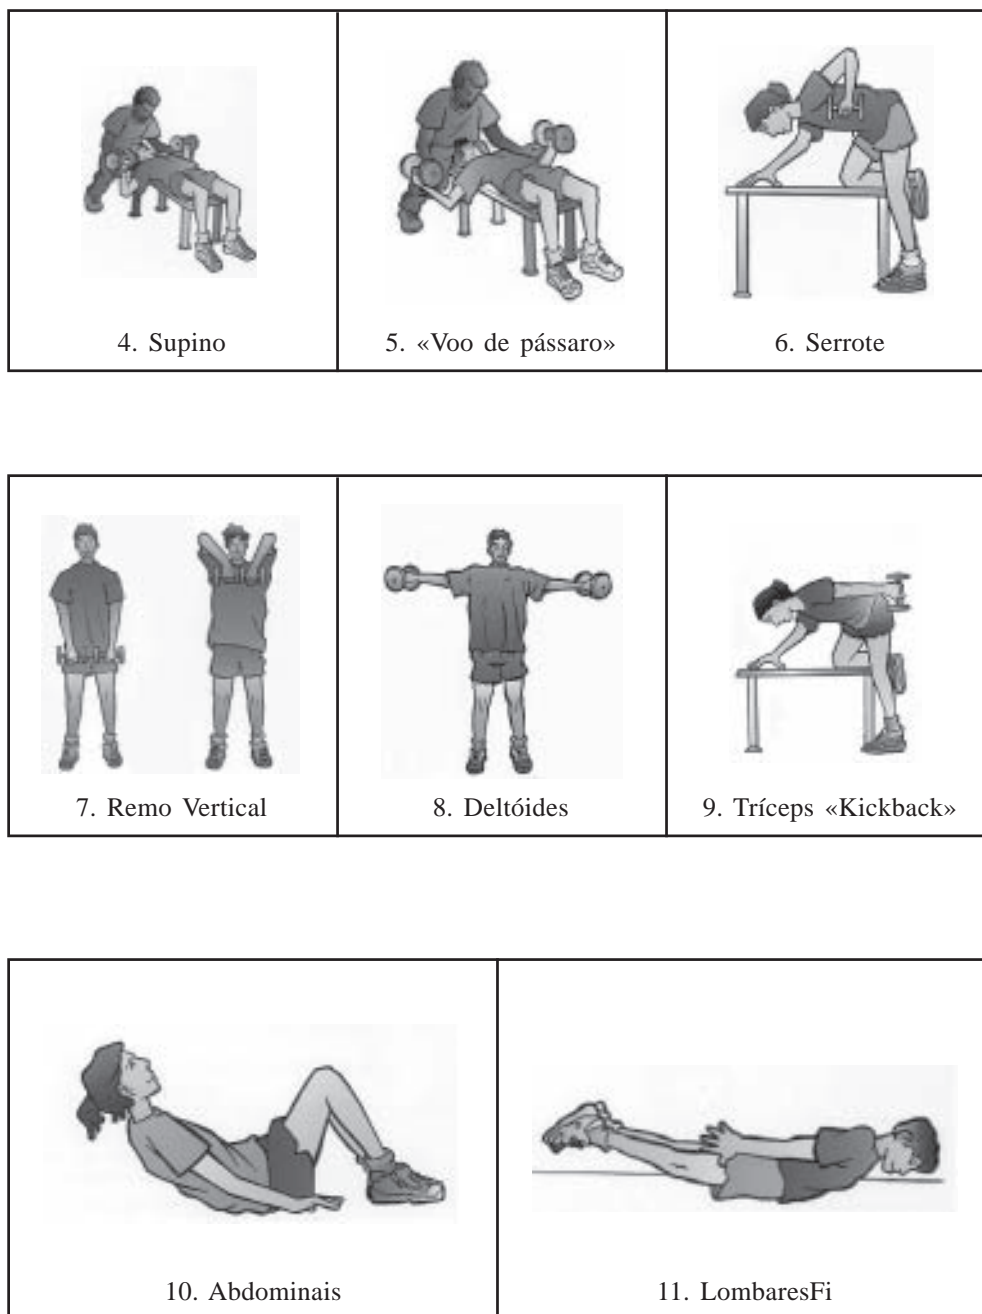 4. Supino
5. «Voo de pássaro»
6. Serrote
7. Remo Vertical
8. Deltóides
9. Tríceps «Kickback»
10. Abdominais
11. LombaresFi